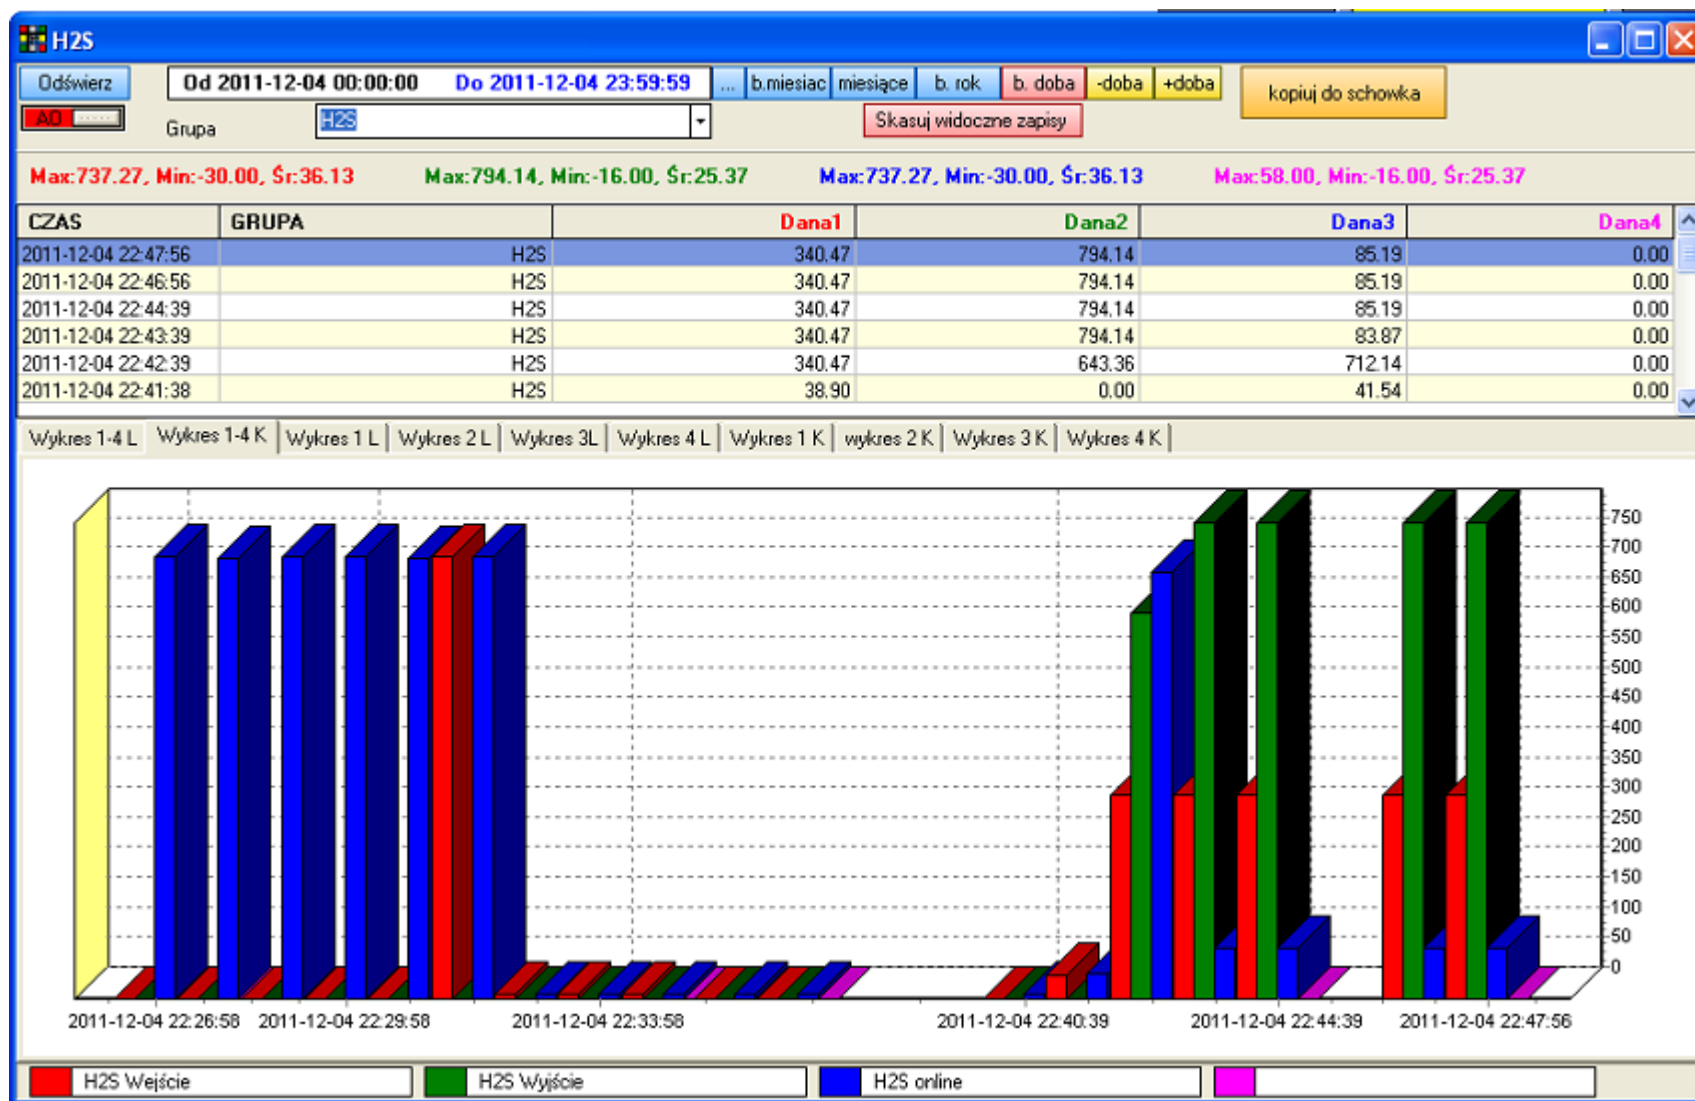 H2S
Odświerz Od 2011-12-04 00:00:00 Do 2011-12-04 23:59:59 ... b.miesiac miesiące b. rok b. doba -doba +doba kopiuj do schowka
A0 Grupa H2S Skasuj widoczne zapisy
Max:737.27, Min:-30.00, Śr:36.13 Max:794.14, Min:-16.00, Śr:25.37 Max:737.27, Min:-30.00, Śr:36.13 Max:58.00, Min:-16.00, Śr:25.37
CZAS GRUPA Dana1 Dana2 Dana3 Dana4
2011-12-04 22:47:56 H2S 340.47 794.14 85.19 0.00
2011-12-04 22:46:56 H2S 340.47 794.14 85.19 0.00
2011-12-04 22:44:39 H2S 340.47 794.14 85.19 0.00
2011-12-04 22:43:39 H2S 340.47 794.14 83.87 0.00
2011-12-04 22:42:39 H2S 340.47 643.36 712.14 0.00
2011-12-04 22:41:38 H2S 38.90 0.00 41.54 0.00
Wykres 1-4 L Wykres 1-4 K Wykres 1 L Wykres 2 L Wykres 3L Wykres 4 L Wykres 1 K wykres 2 K Wykres 3 K Wykres 4 K
750
700
650
600
550
500
450
400
350
300
250
200
150
100
50
0
2011-12-04 22:26:58 2011-12-04 22:29:58 2011-12-04 22:33:58 2011-12-04 22:40:39 2011-12-04 22:44:39 2011-12-04 22:47:56
H2S Wejście H2S Wyjście H2S online